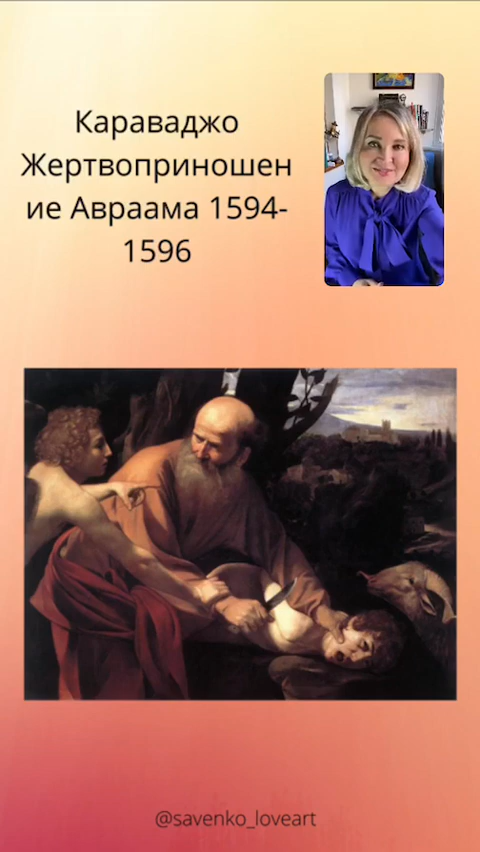 Караваджо
Жертвоприношен
ие Авраама 1594-
1596
@savenko_loveart